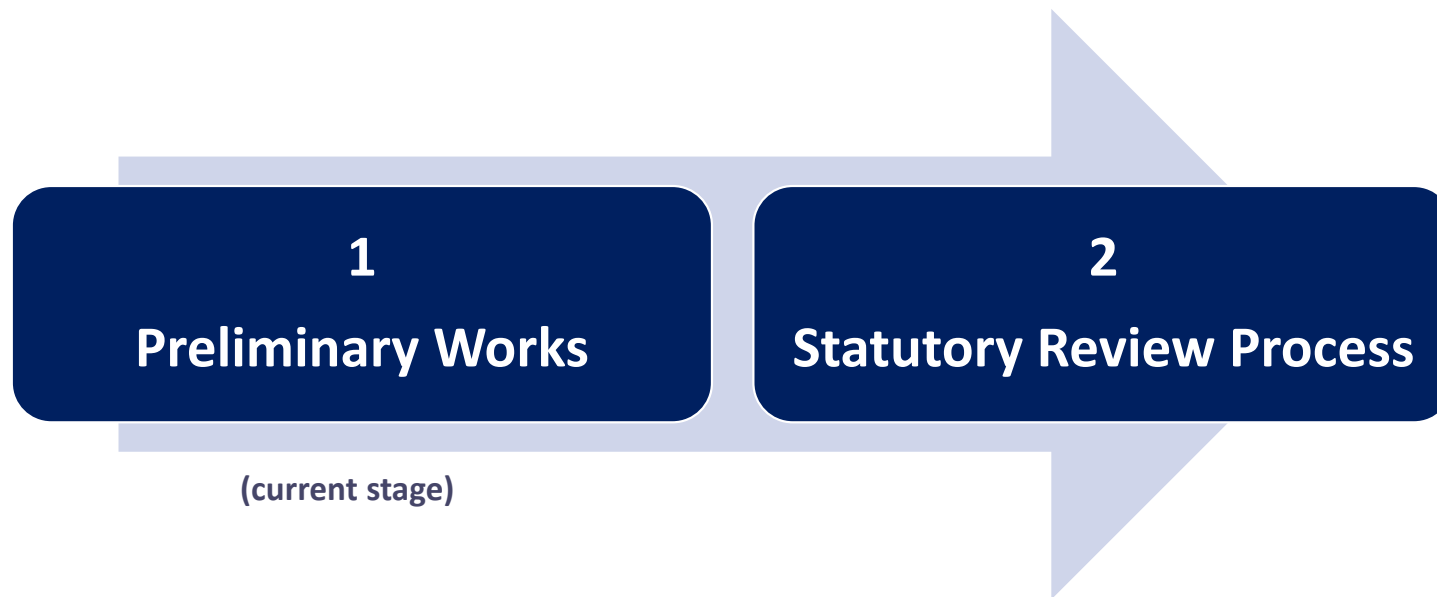 1
Preliminary Works
2
Statutory Review Process
(current stage)